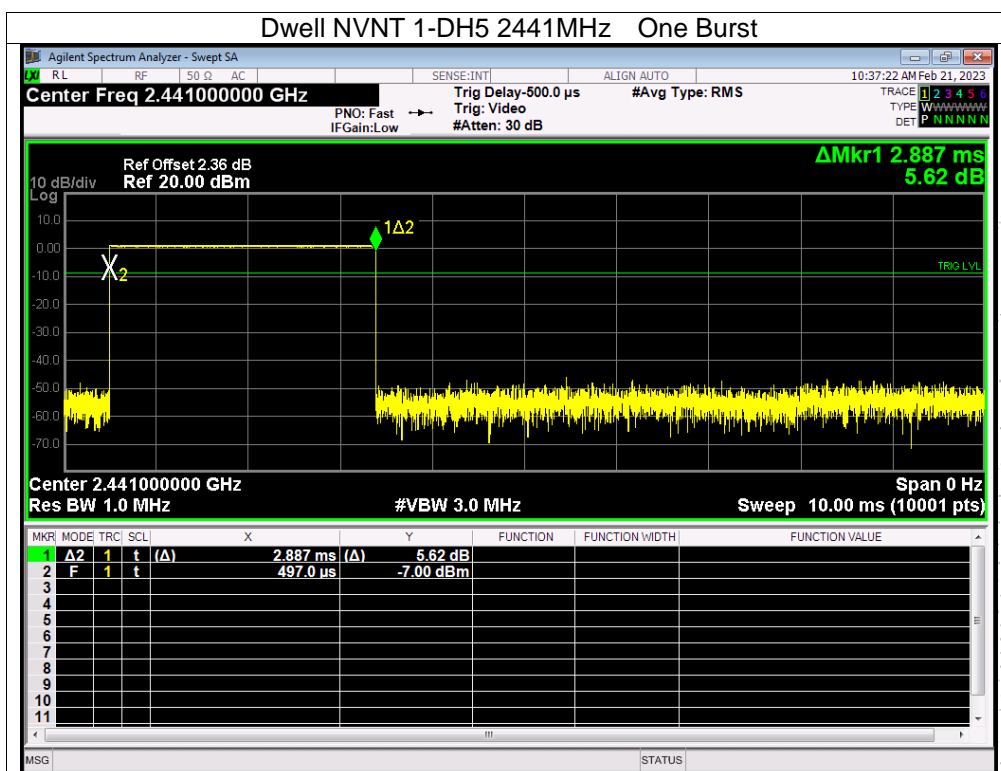 Dwell NVNT 1-DH5 2441MHz One Burst
Agilent Spectrum Analyzer - Swept SA
LXI RL RF 50 Ω AC SENSE:INT ALIGN AUTO 10:37:22 AM Feb 21, 2023
Center Freq 2.441000000 GHz Trig Delay-500.0 µs #Avg Type: RMS TRACE 1 2 3 4 5 6
PNO: Fast Trig: Video TYPE WWWWWW
IFGain:Low #Atten: 30 dB DET P N N N N N
ΔMkr1 2.887 ms
Ref Offset 2.36 dB
10 dB/div Ref 20.00 dBm 5.62 dB
Log
10.0
1Δ2
0.00
2
TRIG LVL
-10.0
-20.0
-30.0
-40.0
-50.0
-60.0
-70.0
Center 2.441000000 GHz Span 0 Hz
Res BW 1.0 MHz #VBW 3.0 MHz Sweep 10.00 ms (10001 pts)
MKR MODE TRC SCL X Y FUNCTION FUNCTION WIDTH FUNCTION VALUE
1 Δ2 1 t (Δ) 2.887 ms (Δ) 5.62 dB
2 F 1 t 497.0 µs -7.00 dBm
3
4
5
6
7
8
9
10
11
MSG STATUS